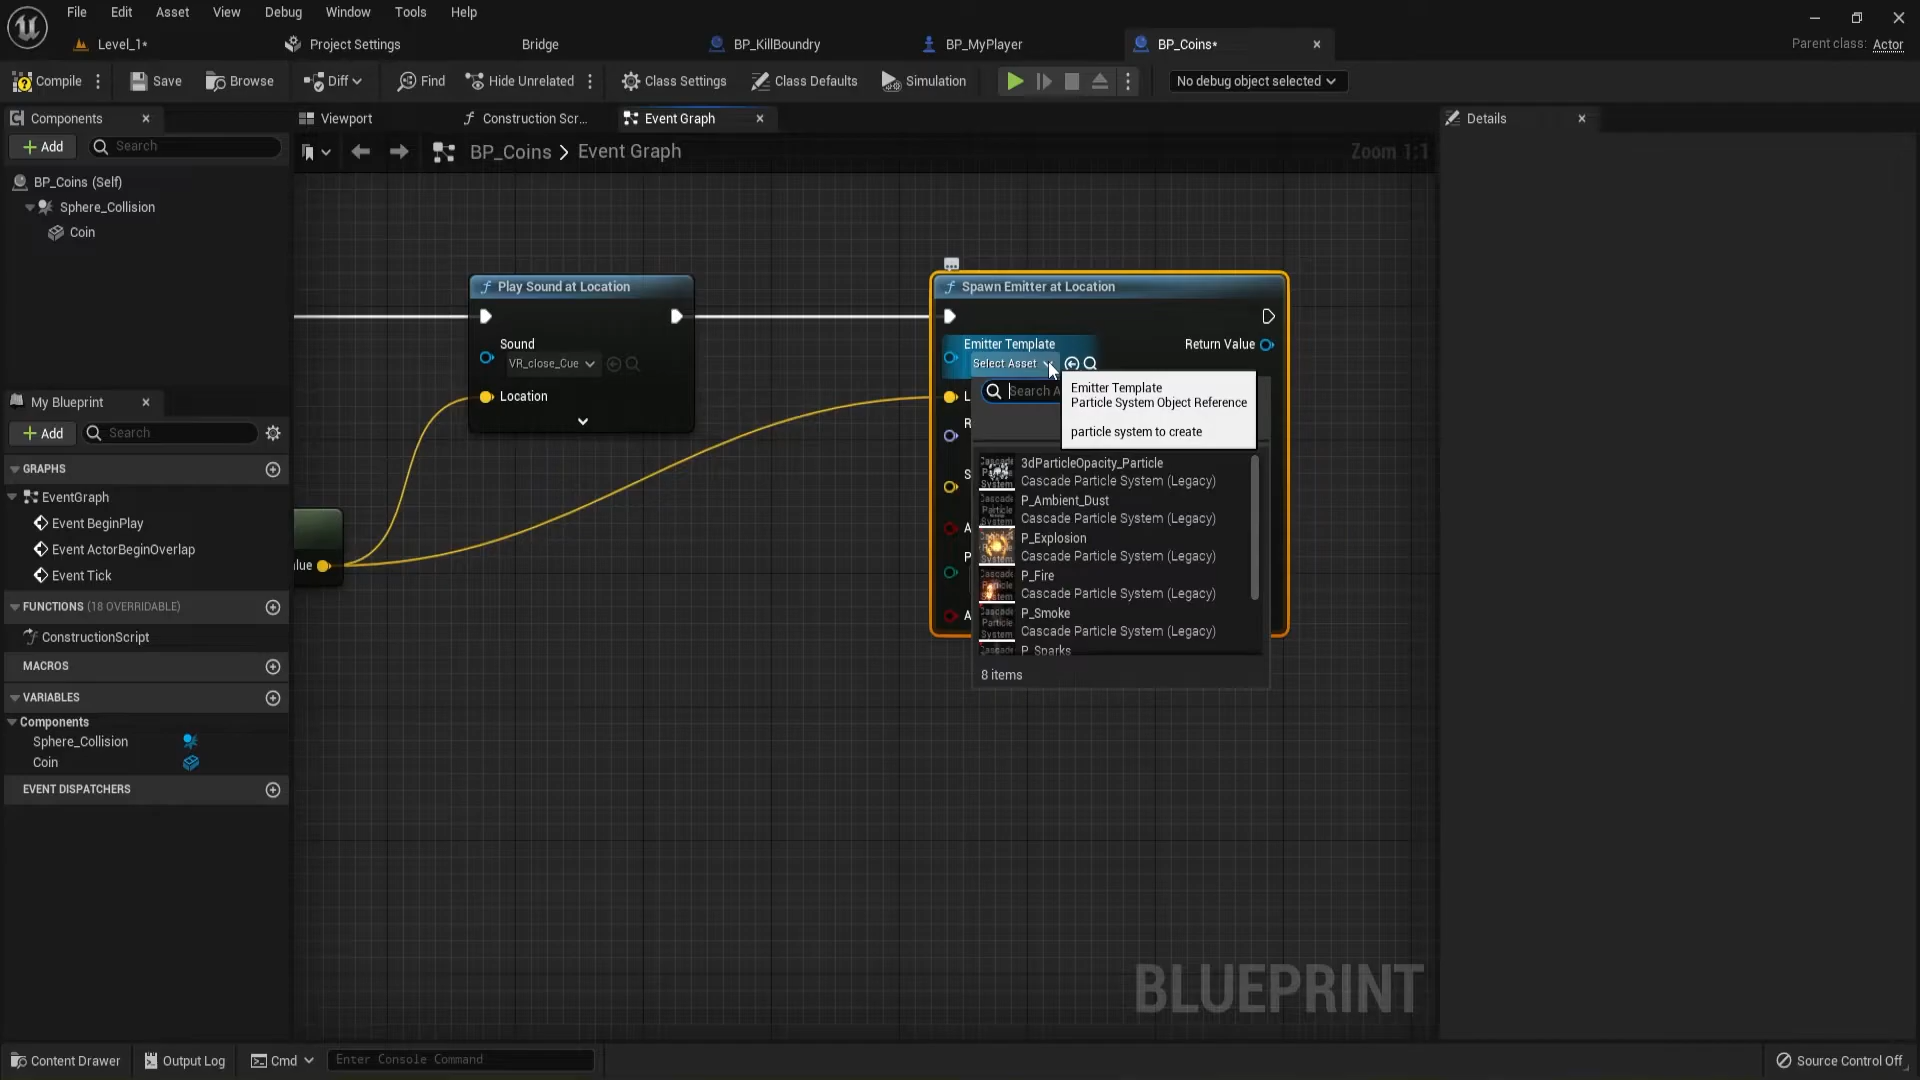 File Edit Asset View Debug Window Tools Help
Level_1* Project Settings Bridge BP_KillBoundry BP_MyPlayer BP_Coins* Parent class: Actor
Compile Save Browse Diff Find Hide Unrelated Class Settings Class Defaults Simulation No debug object selected
Components Viewport Construction Scr... Event Graph Details
Add Search
BP_Coins > Event Graph Zoom 1:1
BP_Coins (Self)
Sphere_Collision
Coin
My Blueprint
Add Search
GRAPHS
EventGraph
Event BeginPlay
Event ActorBeginOverlap
Event Tick
FUNCTIONS (18 OVERRIDABLE)
ConstructionScript
MACROS
VARIABLES
Components
Sphere_Collision
Coin
EVENT DISPATCHERS
alue
Play Sound at Location
Sound
VR_close_Cue
Location
Spawn Emitter at Location
Emitter Template
Return Value
Select Asset
Search A
L
R
S
A
P
A
Emitter Template
Particle System Object Reference
particle system to create
3dParticleOpacity_Particle
Cascade Particle System (Legacy)
P_Ambient_Dust
Cascade Particle System (Legacy)
P_Explosion
Cascade Particle System (Legacy)
P_Fire
Cascade Particle System (Legacy)
P_Smoke
Cascade Particle System (Legacy)
P_Sparks
8 items
BLUEPRINT
Content Drawer Output Log Cmd Enter Console Command Source Control Off